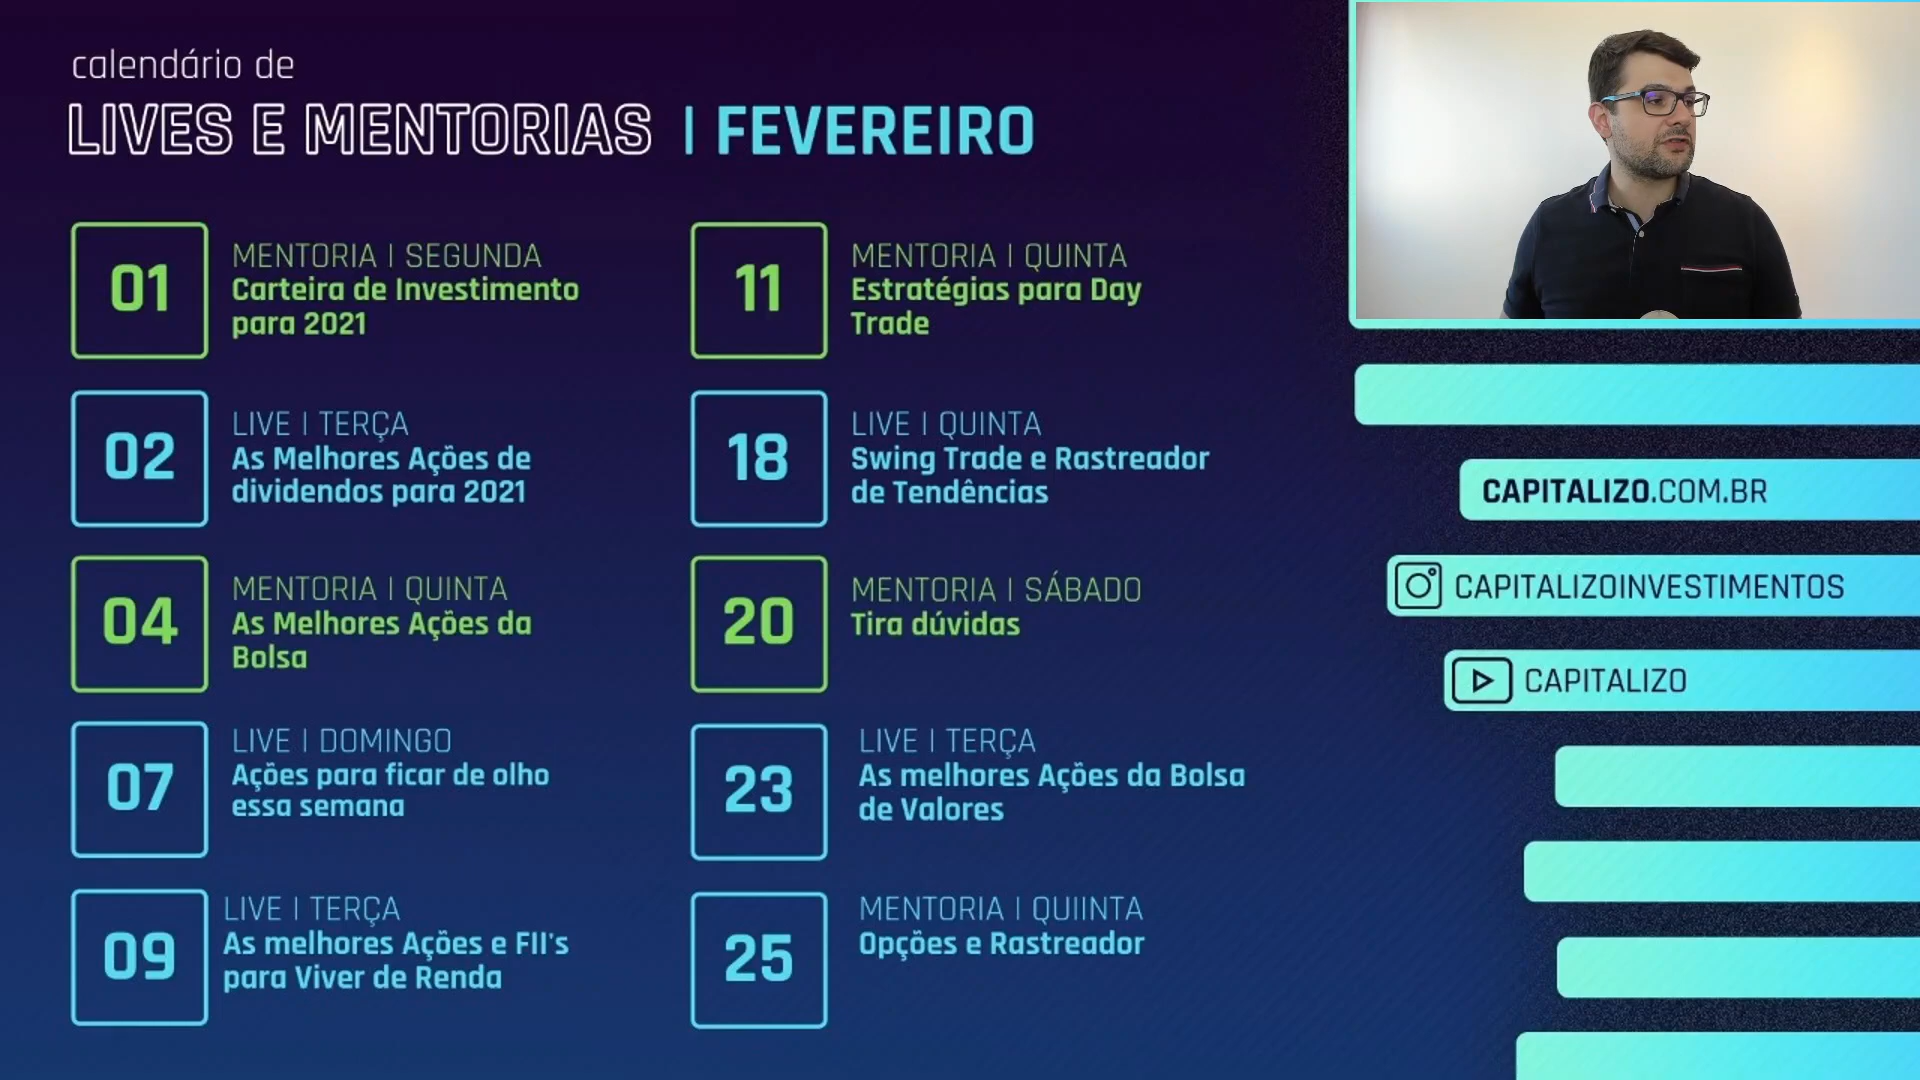 calendário de
LIVES E MENTORIAS | FEVEREIRO
01
MENTORIA | SEGUNDA
Carteira de Investimento
para 2021
02
LIVE | TERÇA
As Melhores Ações de
dividendos para 2021
04
MENTORIA | QUINTA
As Melhores Ações da
Bolsa
07
LIVE | DOMINGO
Ações para ficar de olho
essa semana
09
LIVE | TERÇA
As melhores Ações e FII's
para Viver de Renda
11
MENTORIA | QUINTA
Estratégias para Day
Trade
18
LIVE | QUINTA
Swing Trade e Rastreador
de Tendências
20
MENTORIA | SÁBADO
Tira dúvidas
23
LIVE | TERÇA
As melhores Ações da Bolsa
de Valores
25
MENTORIA | QUIINTA
Opções e Rastreador
CAPITALIZO.COM.BR
CAPITALIZOINVESTIMENTOS
CAPITALIZO